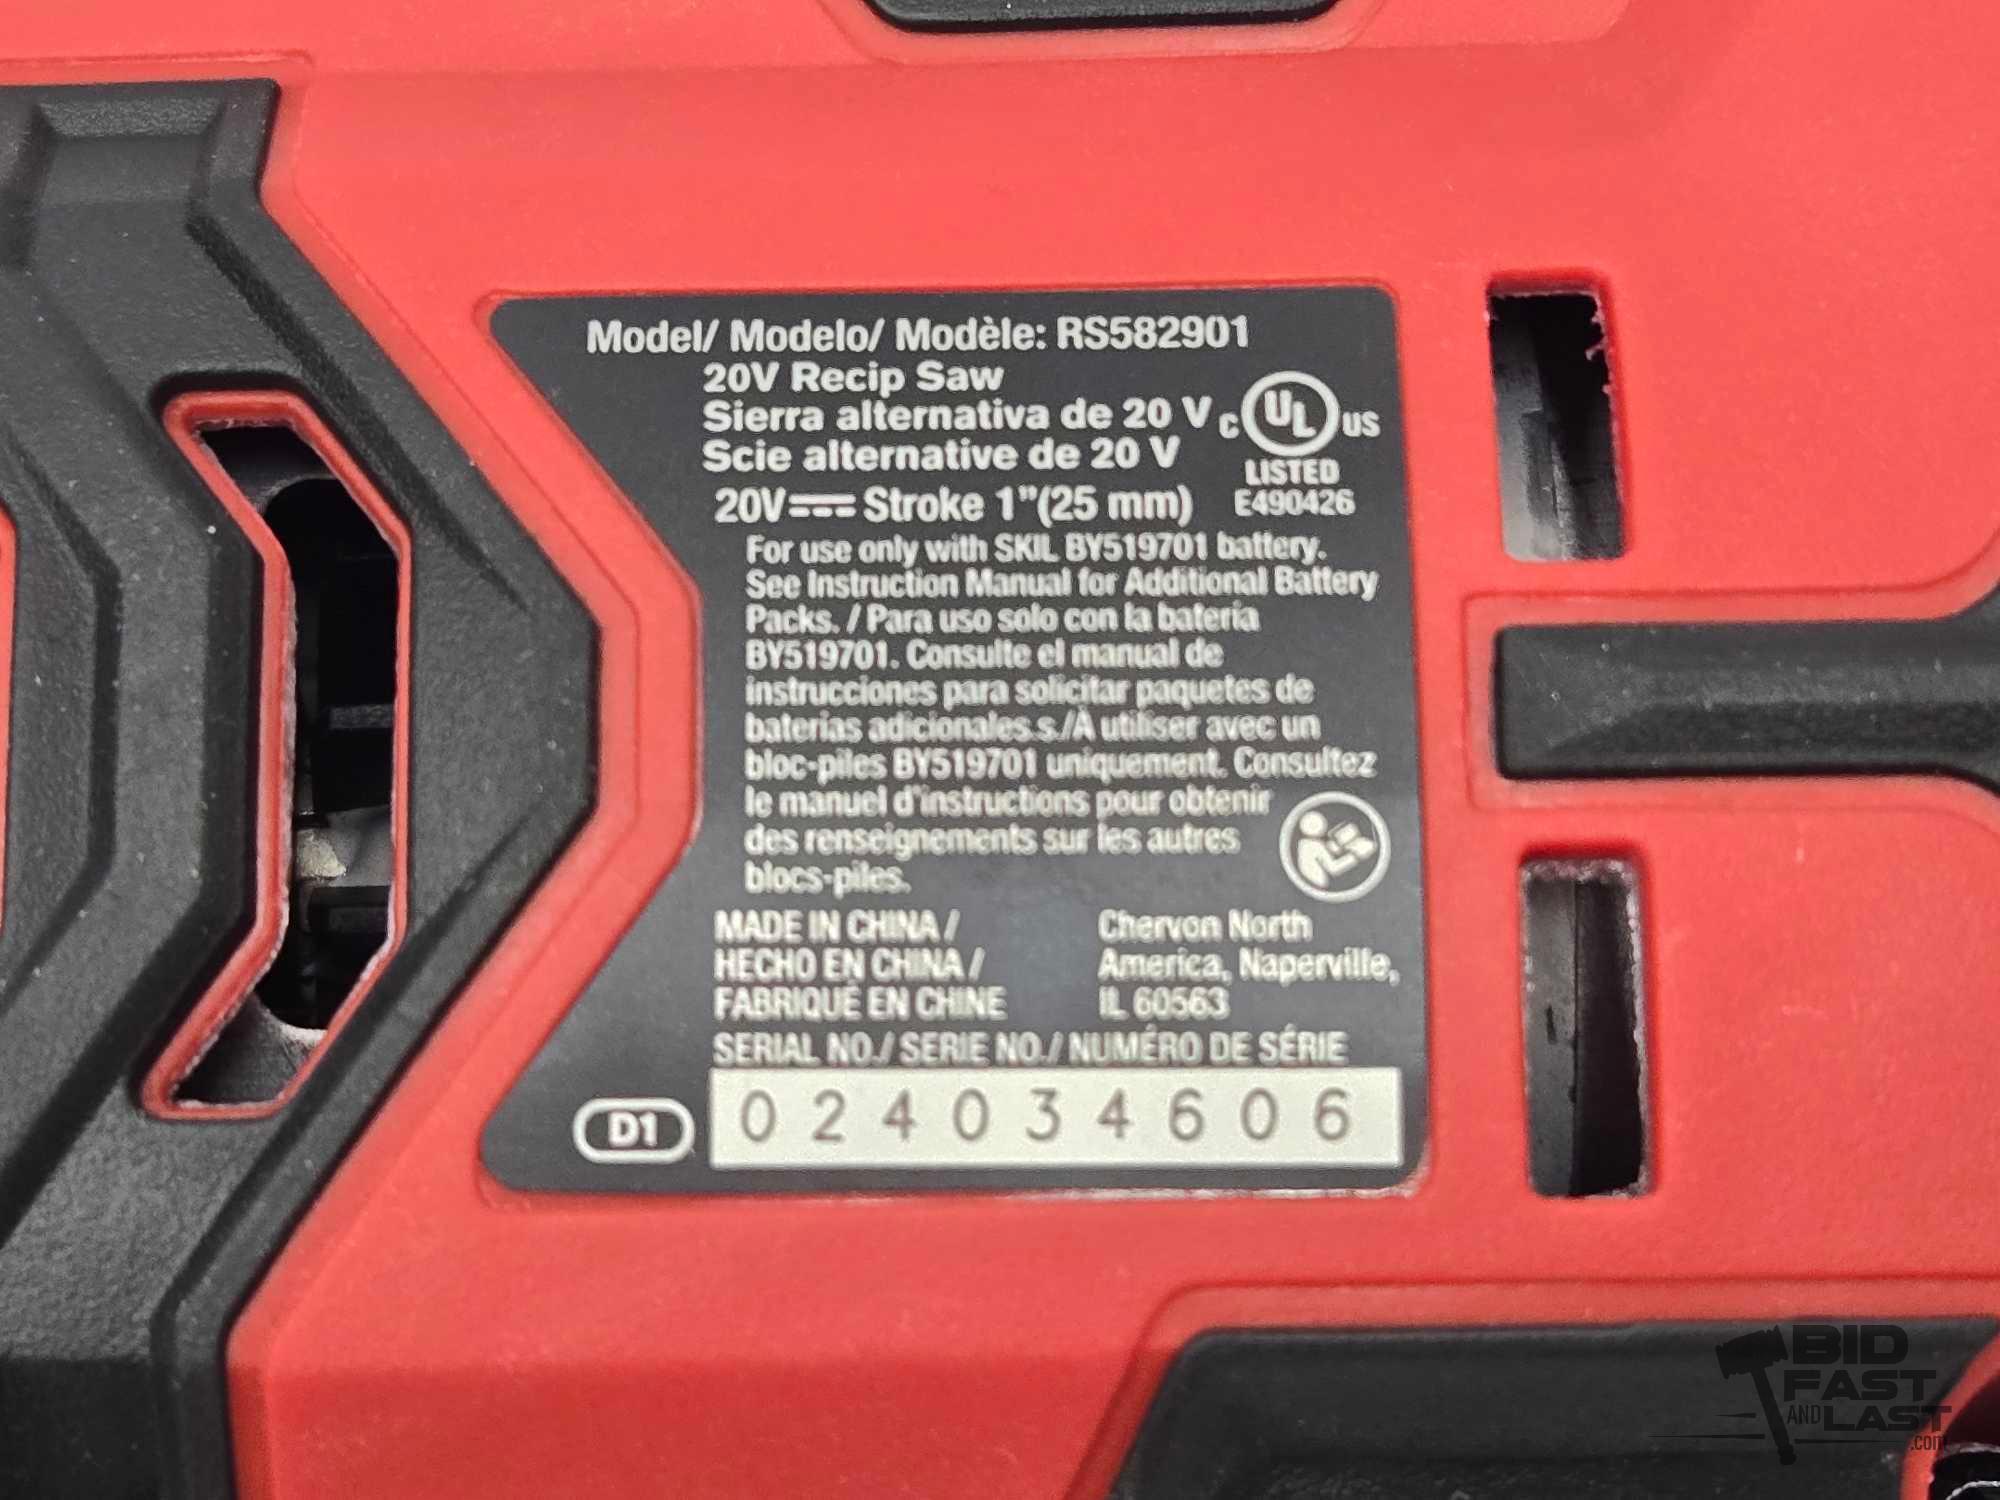 Model/ Modelo/ Modèle: RS582901
20V Recip Saw
Sierra alternativa de 20 V
Scie alternative de 20 V
C UL US
LISTED
E490426
20V Stroke 1"(25 mm)
For use only with SKIL BY519701 battery.
See Instruction Manual for Additional Battery
Packs. / Para uso solo con la bateria
BY519701. Consulte el manual de
instrucciones para solicitar paquetes de
baterias adicionales.s./À utiliser avec un
bloc-piles BY519701 uniquement. Consultez
le manuel d'instructions pour obtenir
des renseignements sur les autres
blocs-piles.
MADE IN CHINA /
HECHO EN CHINA /
FABRIQUÉ EN CHINE
Chervon North
America, Naperville,
IL 60563
SERIAL NO./ SERIE NO./ NUMÉRO DE SÉRIE
D1
024034606
BID
FAST
AND LAST
.com